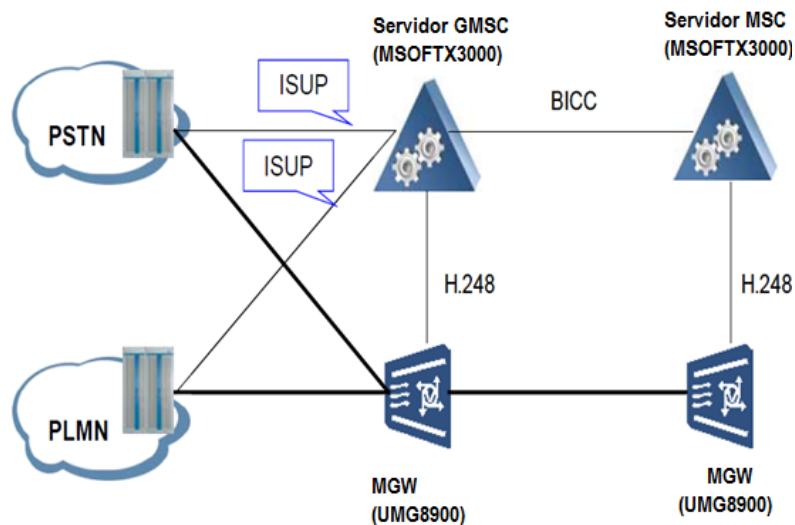 Servidor GMSC
(MSOFTX3000)
Servidor MSC
(MSOFTX3000)
ISUP
BICC
PSTN
ISUP
H.248
H.248
PLMN
MGW
(UMG8900)
MGW
(UMG8900)